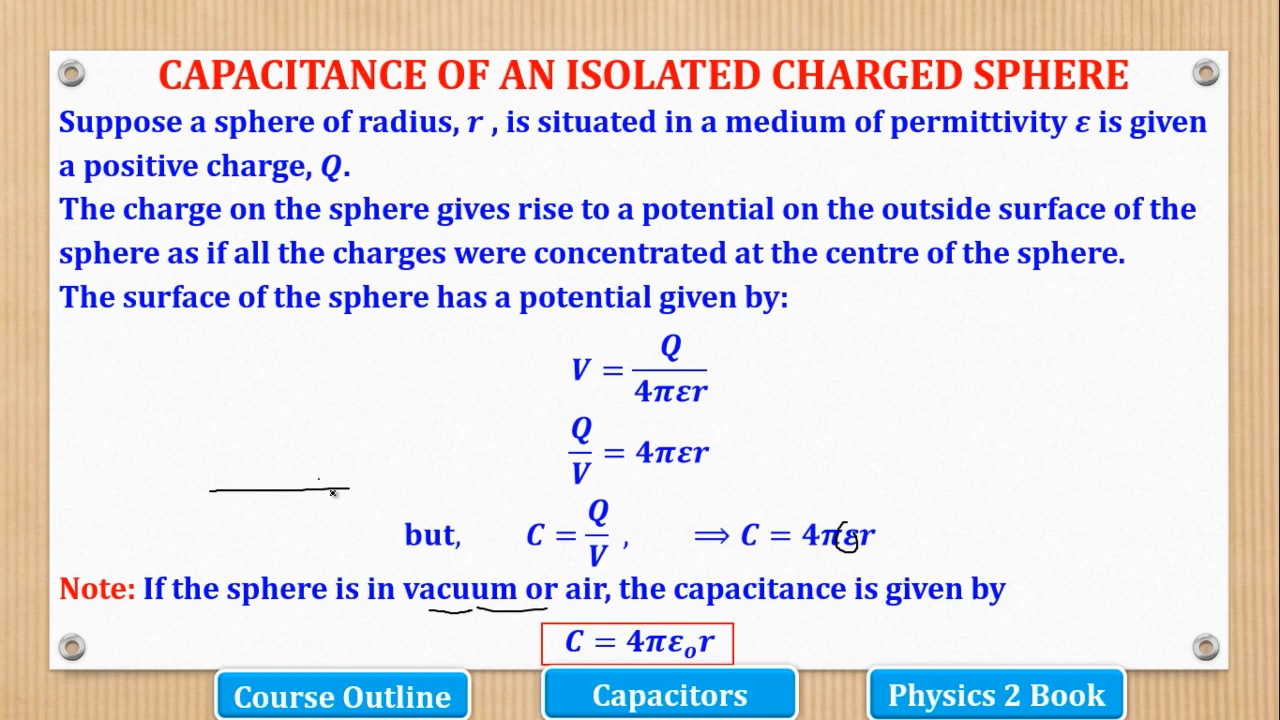 CAPACITANCE OF AN ISOLATED CHARGED SPHERE
Suppose a sphere of radius, r , is situated in a medium of permittivity ε is given
a positive charge, Q.
The charge on the sphere gives rise to a potential on the outside surface of the
sphere as if all the charges were concentrated at the centre of the sphere.
The surface of the sphere has a potential given by:
V = Q/4πεr
Q/V = 4πεr
but, C = Q/V , ⟹ C = 4πεr
Note: If the sphere is in vacuum or air, the capacitance is given by
C = 4πεₒr
Course Outline
Capacitors
Physics 2 Book